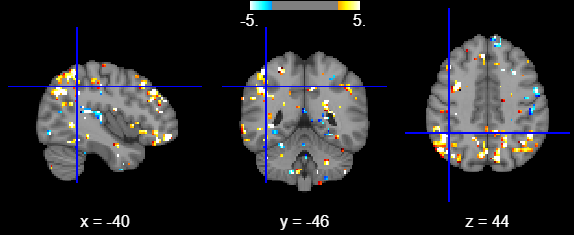 -5. 5.
x = -40 y = -46 z = 44